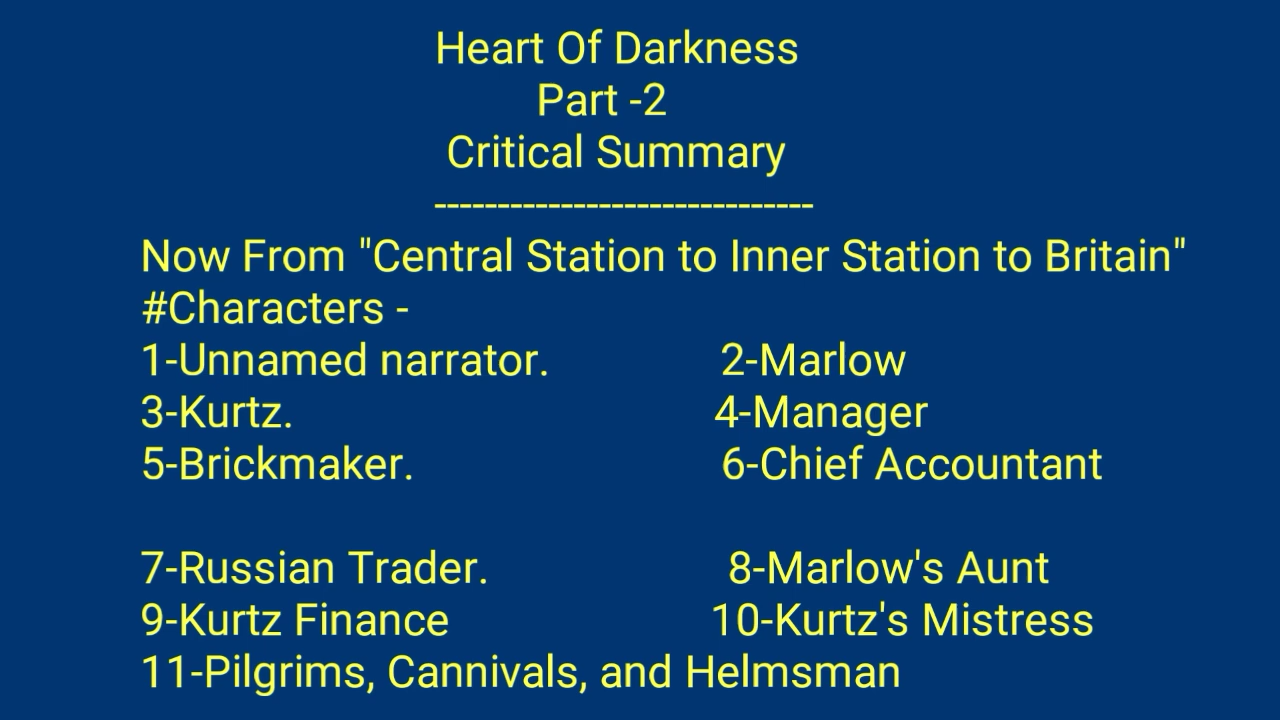 Heart Of Darkness
Part -2
Critical Summary
------------------------------
Now From "Central Station to Inner Station to Britain"
#Characters -
1-Unnamed narrator. 2-Marlow
3-Kurtz. 4-Manager
5-Brickmaker. 6-Chief Accountant
7-Russian Trader. 8-Marlow's Aunt
9-Kurtz Finance 10-Kurtz's Mistress
11-Pilgrims, Cannivals, and Helmsman